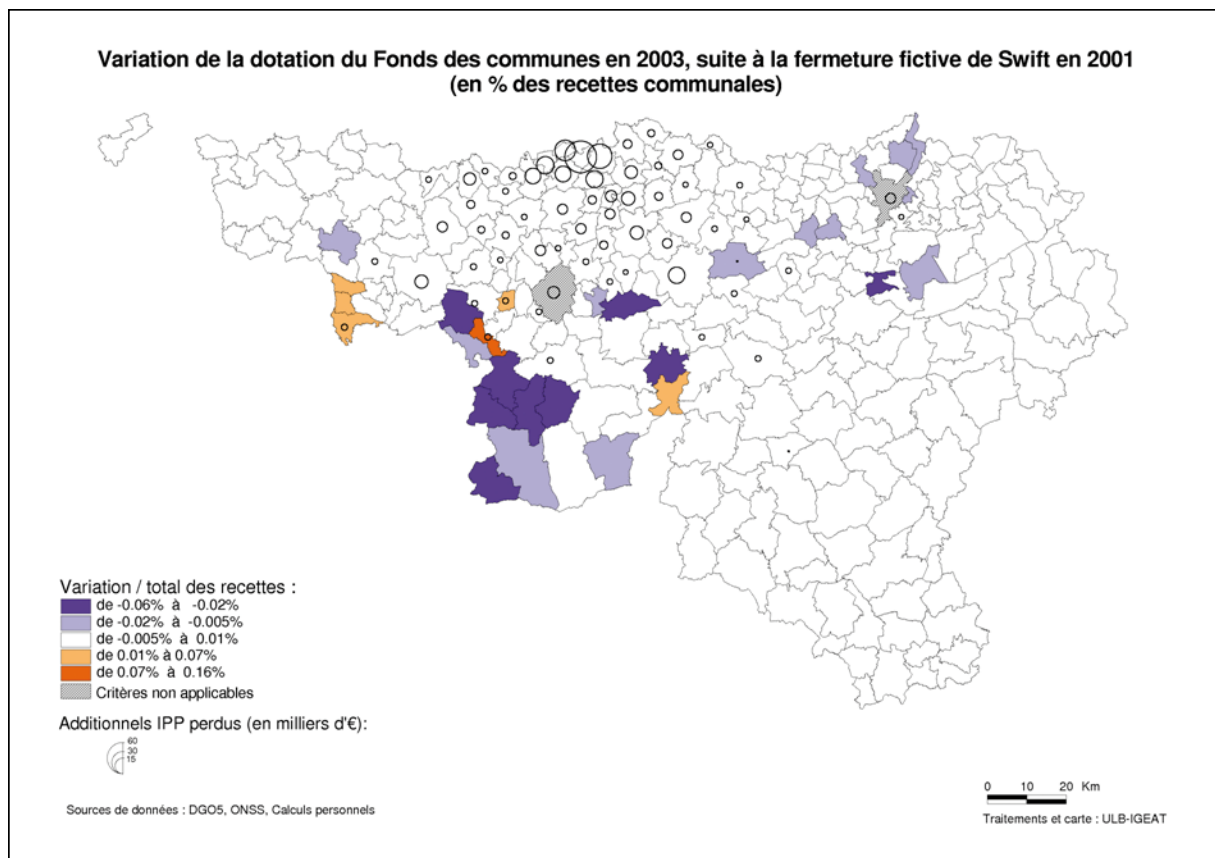 Variation de la dotation du Fonds des communes en 2003, suite à la fermeture fictive de Swift en 2001
(en % des recettes communales)
Variation / total des recettes :
de -0.06% à -0.02%
de -0.02% à -0.005%
de -0.005% à 0.01%
de 0.01% à 0.07%
de 0.07% à 0.16%
Critères non applicables
Additionnels IPP perdus (en milliers d'€):
60
30
15
Sources de données : DGO5, ONSS, Calculs personnels
0 10 20 Km
Traitements et carte : ULB-IGEAT